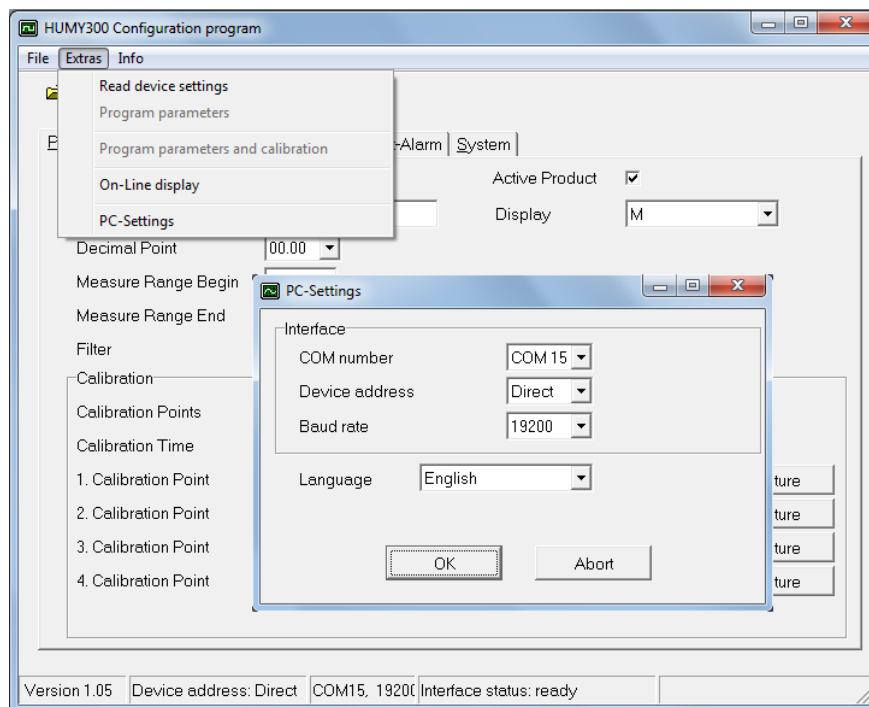 HUMY300 Configuration program
File Extras Info
Read device settings
Program parameters
Program parameters and calibration
On-Line display
PC-Settings
-Alarm System
Active Product
Display M
Decimal Point 00.00
Measure Range Begin
Measure Range End
Filter
Calibration
Calibration Points
Calibration Time
1. Calibration Point ture
2. Calibration Point ture
3. Calibration Point ture
4. Calibration Point ture
PC-Settings
Interface
COM number COM 15
Device address Direct
Baud rate 19200
Language English
OK Abort
Version 1.05 Device address: Direct COM15, 1920 Interface status: ready